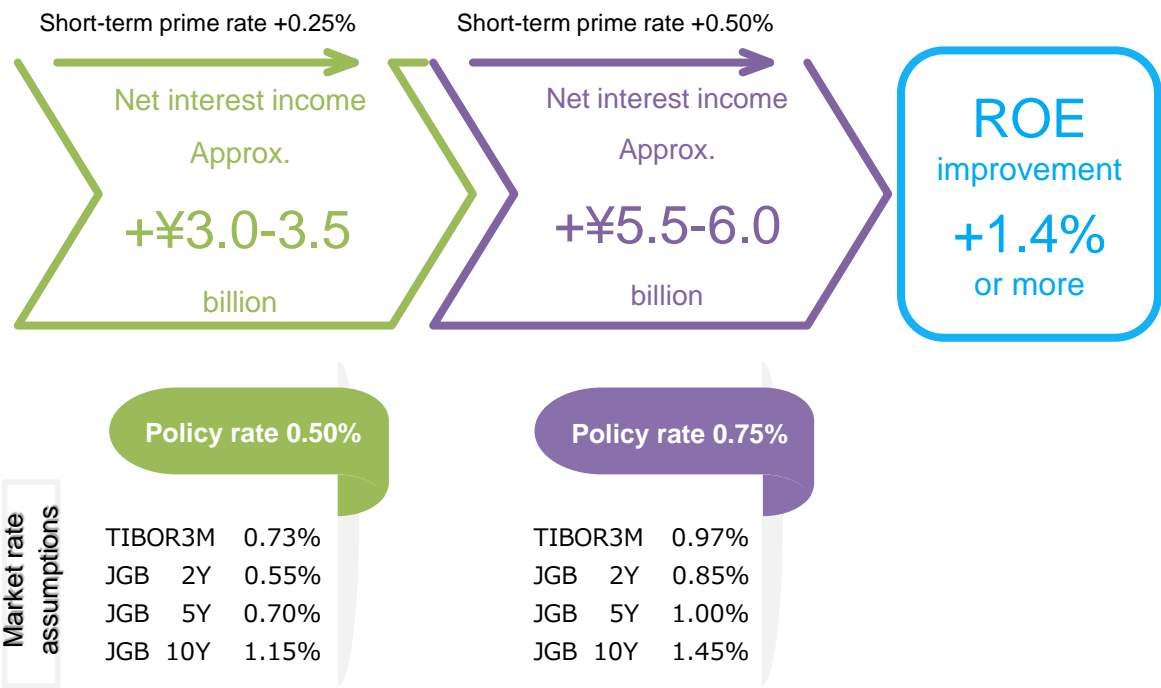 Short-term prime rate +0.25%
Short-term prime rate +0.50%
Net interest income
Approx.
+¥3.0-3.5
billion
Net interest income
Approx.
+¥5.5-6.0
billion
ROE
improvement
+1.4%
or more
Policy rate 0.50%
Policy rate 0.75%
Market rate
assumptions
TIBOR3M 0.73%
JGB 2Y 0.55%
JGB 5Y 0.70%
JGB 10Y 1.15%
TIBOR3M 0.97%
JGB 2Y 0.85%
JGB 5Y 1.00%
JGB 10Y 1.45%